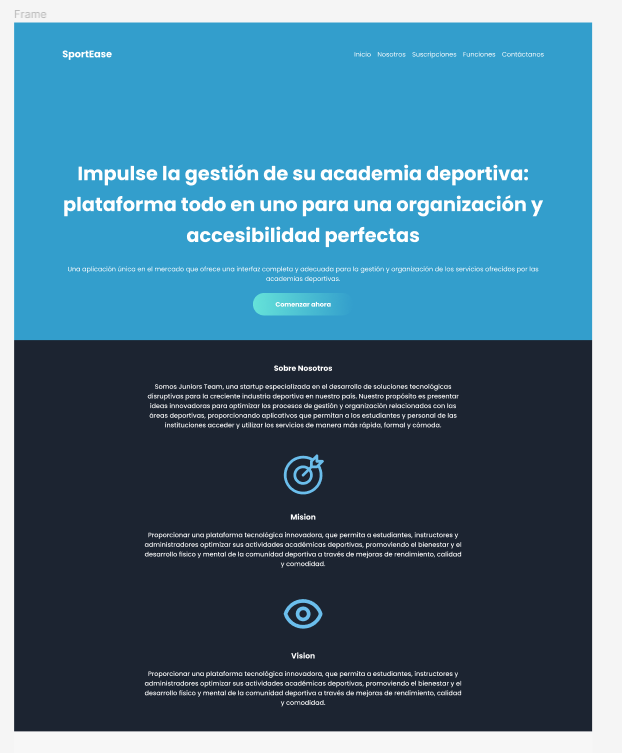 Frame
SportEase
Inicio Nosotros Suscripciones Funciones Contáctanos
Impulse la gestión de su academia deportiva:
plataforma todo en uno para una organización y
accesibilidad perfectas
Una aplicación única en el mercado que ofrece una interfaz completa y adecuada para la gestión y organización de los servicios ofrecidos por las
academias deportivas.
Comenzar ahora
Sobre Nosotros
Somos Juniors Team, una startup especializada en el desarrollo de soluciones tecnológicas
disruptivas para la creciente industria deportiva en nuestro país. Nuestro propósito es presentar
ideas innovadoras para optimizar los procesos de gestión y organización relacionados con las
áreas deportivas, proporcionando aplicativos que permitan a los estudiantes y personal de las
instituciones acceder y utilizar los servicios de manera más rápida, formal y cómoda.
Mision
Proporcionar una plataforma tecnológica innovadora, que permita a estudiantes, instructores y
administradores optimizar sus actividades académicas deportivas, promoviendo el bienestar y el
desarrollo físico y mental de la comunidad deportiva a través de mejoras de rendimiento, calidad
y comodidad.
Vision
Proporcionar una plataforma tecnológica innovadora, que permita a estudiantes, instructores y
administradores optimizar sus actividades académicas deportivas, promoviendo el bienestar y el
desarrollo físico y mental de la comunidad deportiva a través de mejoras de rendimiento, calidad
y comodidad.